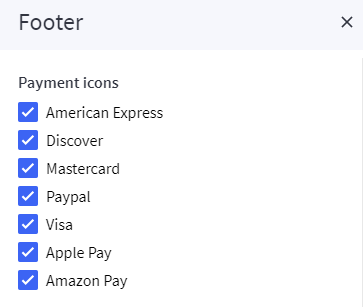 Footer
Payment icons
American Express
Discover
Mastercard
Paypal
Visa
Apple Pay
Amazon Pay